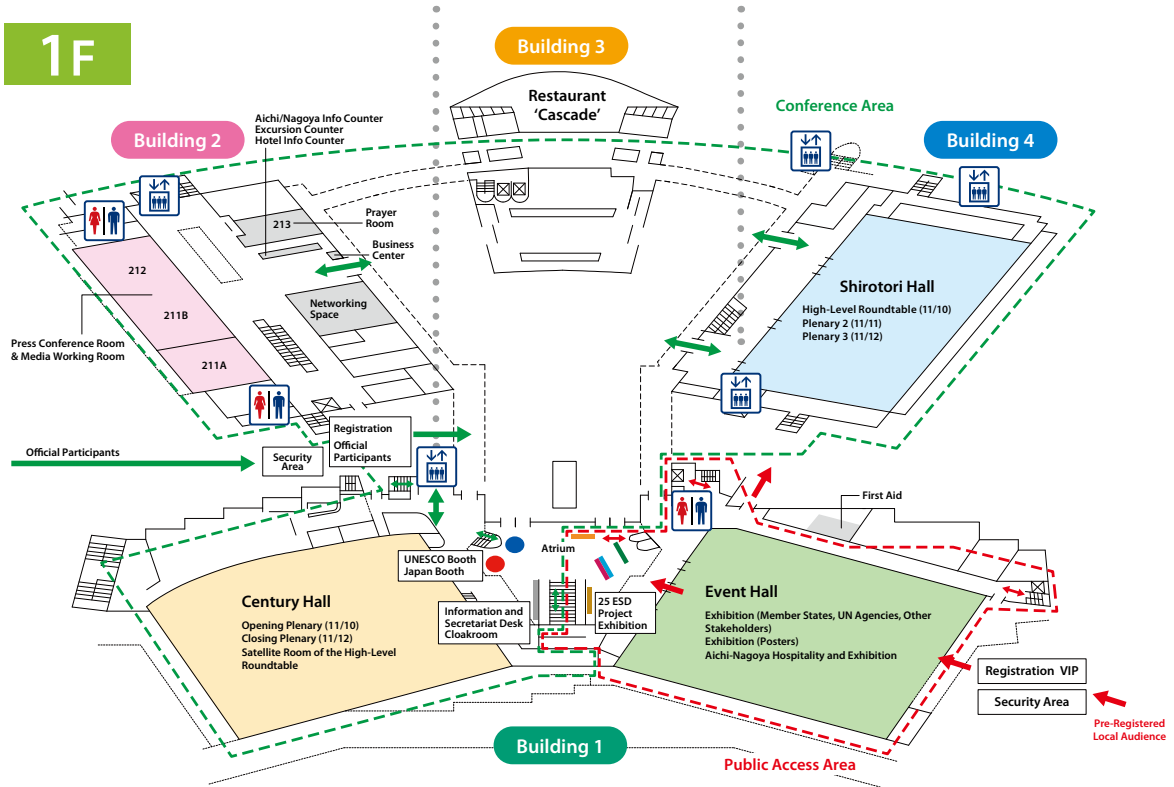 1F
Building 3
Restaurant
'Cascade'
Conference Area
Aichi/Nagoya Info Counter
Excursion Counter
Hotel Info Counter
Building 2
Building 4
Prayer
Room
213
Business
Center
212
Networking
Space
211B
Press Conference Room
& Media Working Room
211A
Shirotori Hall
High-Level Roundtable (11/10)
Plenary 2 (11/11)
Plenary 3 (11/12)
Registration
Official
Participants
Official Participants
Security
Area
First Aid
Atrium
UNESCO Booth
Japan Booth
Century Hall
Opening Plenary (11/10)
Closing Plenary (11/12)
Satellite Room of the High-Level
Roundtable
Information and
Secretariat Desk
Cloakroom
25 ESD
Project
Exhibition
Event Hall
Exhibition (Member States, UN Agencies, Other
Stakeholders)
Exhibition (Posters)
Aichi-Nagoya Hospitality and Exhibition
Registration VIP
Security Area
Pre-Registered
Local Audience
Building 1
Public Access Area